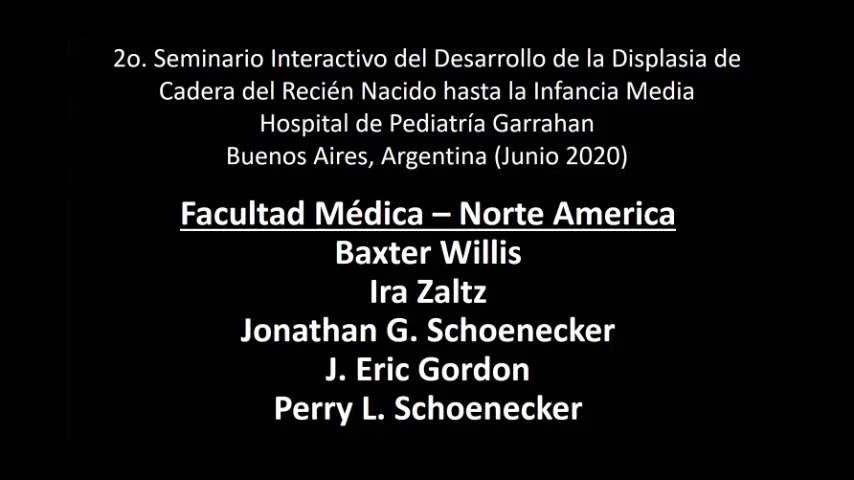 2o. Seminario Interactivo del Desarrollo de la Displasia de
Cadera del Recién Nacido hasta la Infancia Media
Hospital de Pediatría Garrahan
Buenos Aires, Argentina (Junio 2020)
Facultad Médica – Norte America
Baxter Willis
Ira Zaltz
Jonathan G. Schoenecker
J. Eric Gordon
Perry L. Schoenecker